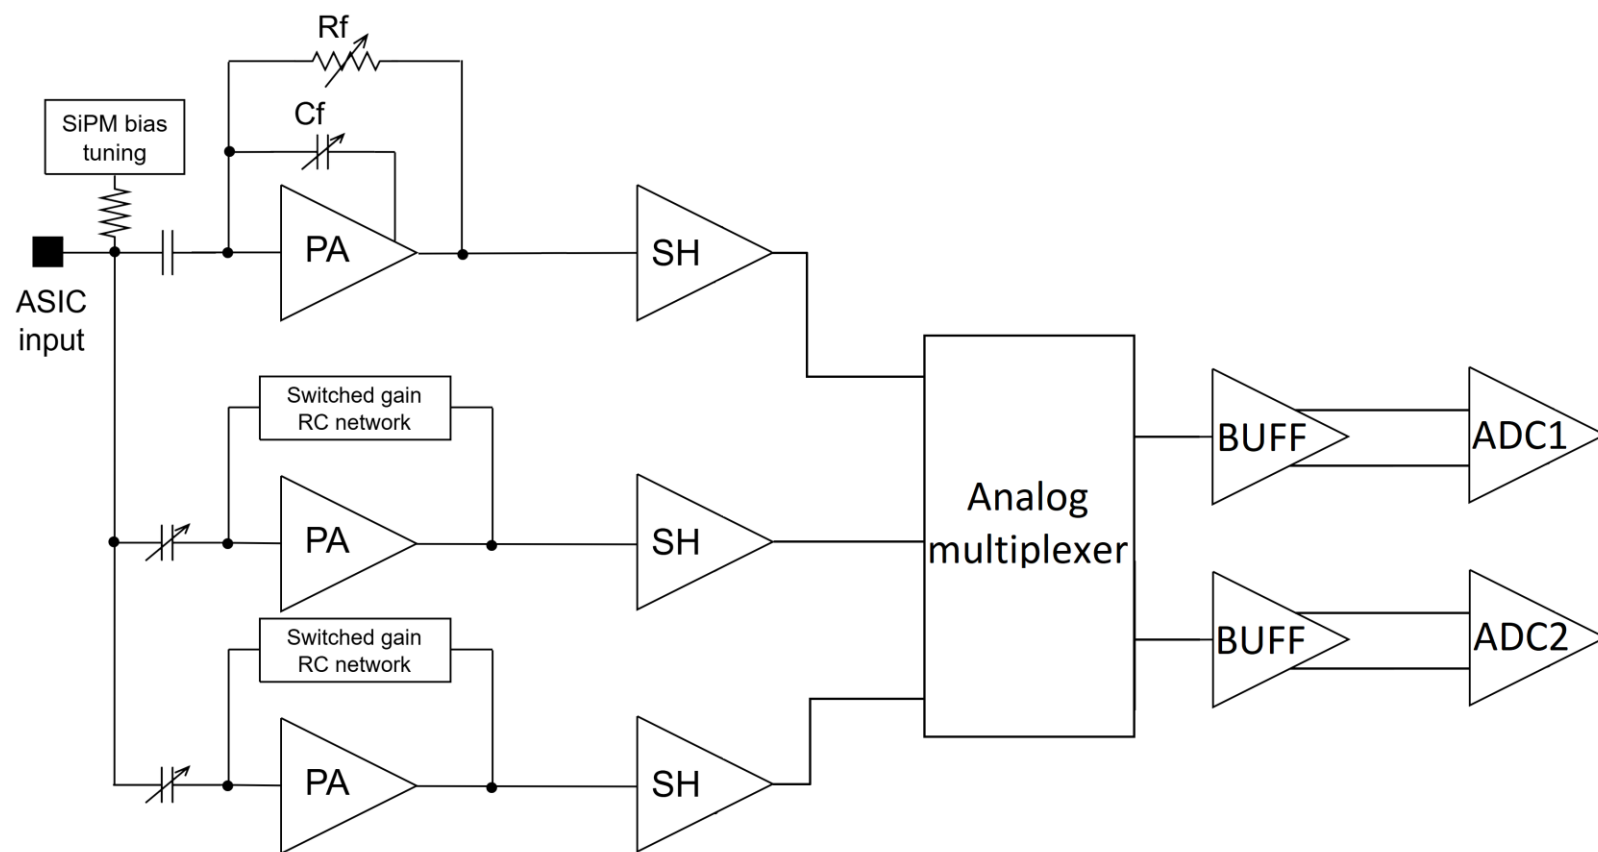 Rf
Cf
SiPM bias
tuning
PA
SH
ASIC
input
Switched gain
RC network
PA
SH
Switched gain
RC network
PA
SH
Analog
multiplexer
BUFF
ADC1
BUFF
ADC2